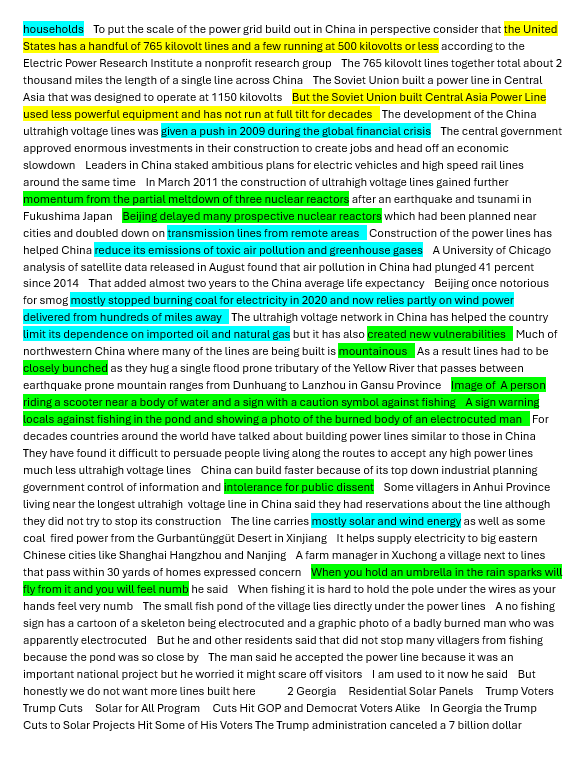 households   To put the scale of the power grid build out in China in perspective consider that the United
States has a handful of 765 kilovolt lines and a few running at 500 kilovolts or less according to the
Electric Power Research Institute a nonprofit research group   The 765 kilovolt lines together total about 2
thousand miles the length of a single line across China   The Soviet Union built a power line in Central
Asia that was designed to operate at 1150 kilovolts   But the Soviet Union built Central Asia Power Line
used less powerful equipment and has not run at full tilt for decades   The development of the China
ultrahigh voltage lines was given a push in 2009 during the global financial crisis   The central government
approved enormous investments in their construction to create jobs and head off an economic
slowdown   Leaders in China staked ambitious plans for electric vehicles and high speed rail lines
around the same time   In March 2011 the construction of ultrahigh voltage lines gained further
momentum from the partial meltdown of three nuclear reactors after an earthquake and tsunami in
Fukushima Japan   Beijing delayed many prospective nuclear reactors which had been planned near
cities and doubled down on transmission lines from remote areas   Construction of the power lines has
helped China reduce its emissions of toxic air pollution and greenhouse gases   A University of Chicago
analysis of satellite data released in August found that air pollution in China had plunged 41 percent
since 2014   That added almost two years to the China average life expectancy   Beijing once notorious
for smog mostly stopped burning coal for electricity in 2020 and now relies partly on wind power
delivered from hundreds of miles away   The ultrahigh voltage network in China has helped the country
limit its dependence on imported oil and natural gas but it has also created new vulnerabilities   Much of
northwestern China where many of the lines are being built is mountainous   As a result lines had to be
closely bunched as they hug a single flood prone tributary of the Yellow River that passes between
earthquake prone mountain ranges from Dunhuang to Lanzhou in Gansu Province   Image of  A person
riding a scooter near a body of water and a sign with a caution symbol against fishing   A sign warning
locals against fishing in the pond and showing a photo of the burned body of an electrocuted man   For
decades countries around the world have talked about building power lines similar to those in China
They have found it difficult to persuade people living along the routes to accept any high power lines
much less ultrahigh voltage lines   China can build faster because of its top down industrial planning
government control of information and intolerance for public dissent   Some villagers in Anhui Province
living near the longest ultrahigh  voltage line in China said they had reservations about the line although
they did not try to stop its construction   The line carries mostly solar and wind energy as well as some
coal  fired power from the Gurbantünggüt Desert in Xinjiang   It helps supply electricity to big eastern
Chinese cities like Shanghai Hangzhou and Nanjing   A farm manager in Xuchong a village next to lines
that pass within 30 yards of homes expressed concern   When you hold an umbrella in the rain sparks will
fly from it and you will feel numb he said   When fishing it is hard to hold the pole under the wires as your
hands feel very numb   The small fish pond of the village lies directly under the power lines   A no fishing
sign has a cartoon of a skeleton being electrocuted and a graphic photo of a badly burned man who was
apparently electrocuted   But he and other residents said that did not stop many villagers from fishing
because the pond was so close by   The man said he accepted the power line because it was an
important national project but he worried it might scare off visitors   I am used to it now he said   But
honestly we do not want more lines built here   2 Georgia   Residential Solar Panels   Trump Voters
Trump Cuts   Solar for All Program   Cuts Hit GOP and Democrat Voters Alike   In Georgia the Trump
Cuts to Solar Projects Hit Some of His Voters The Trump administration canceled a 7 billion dollar